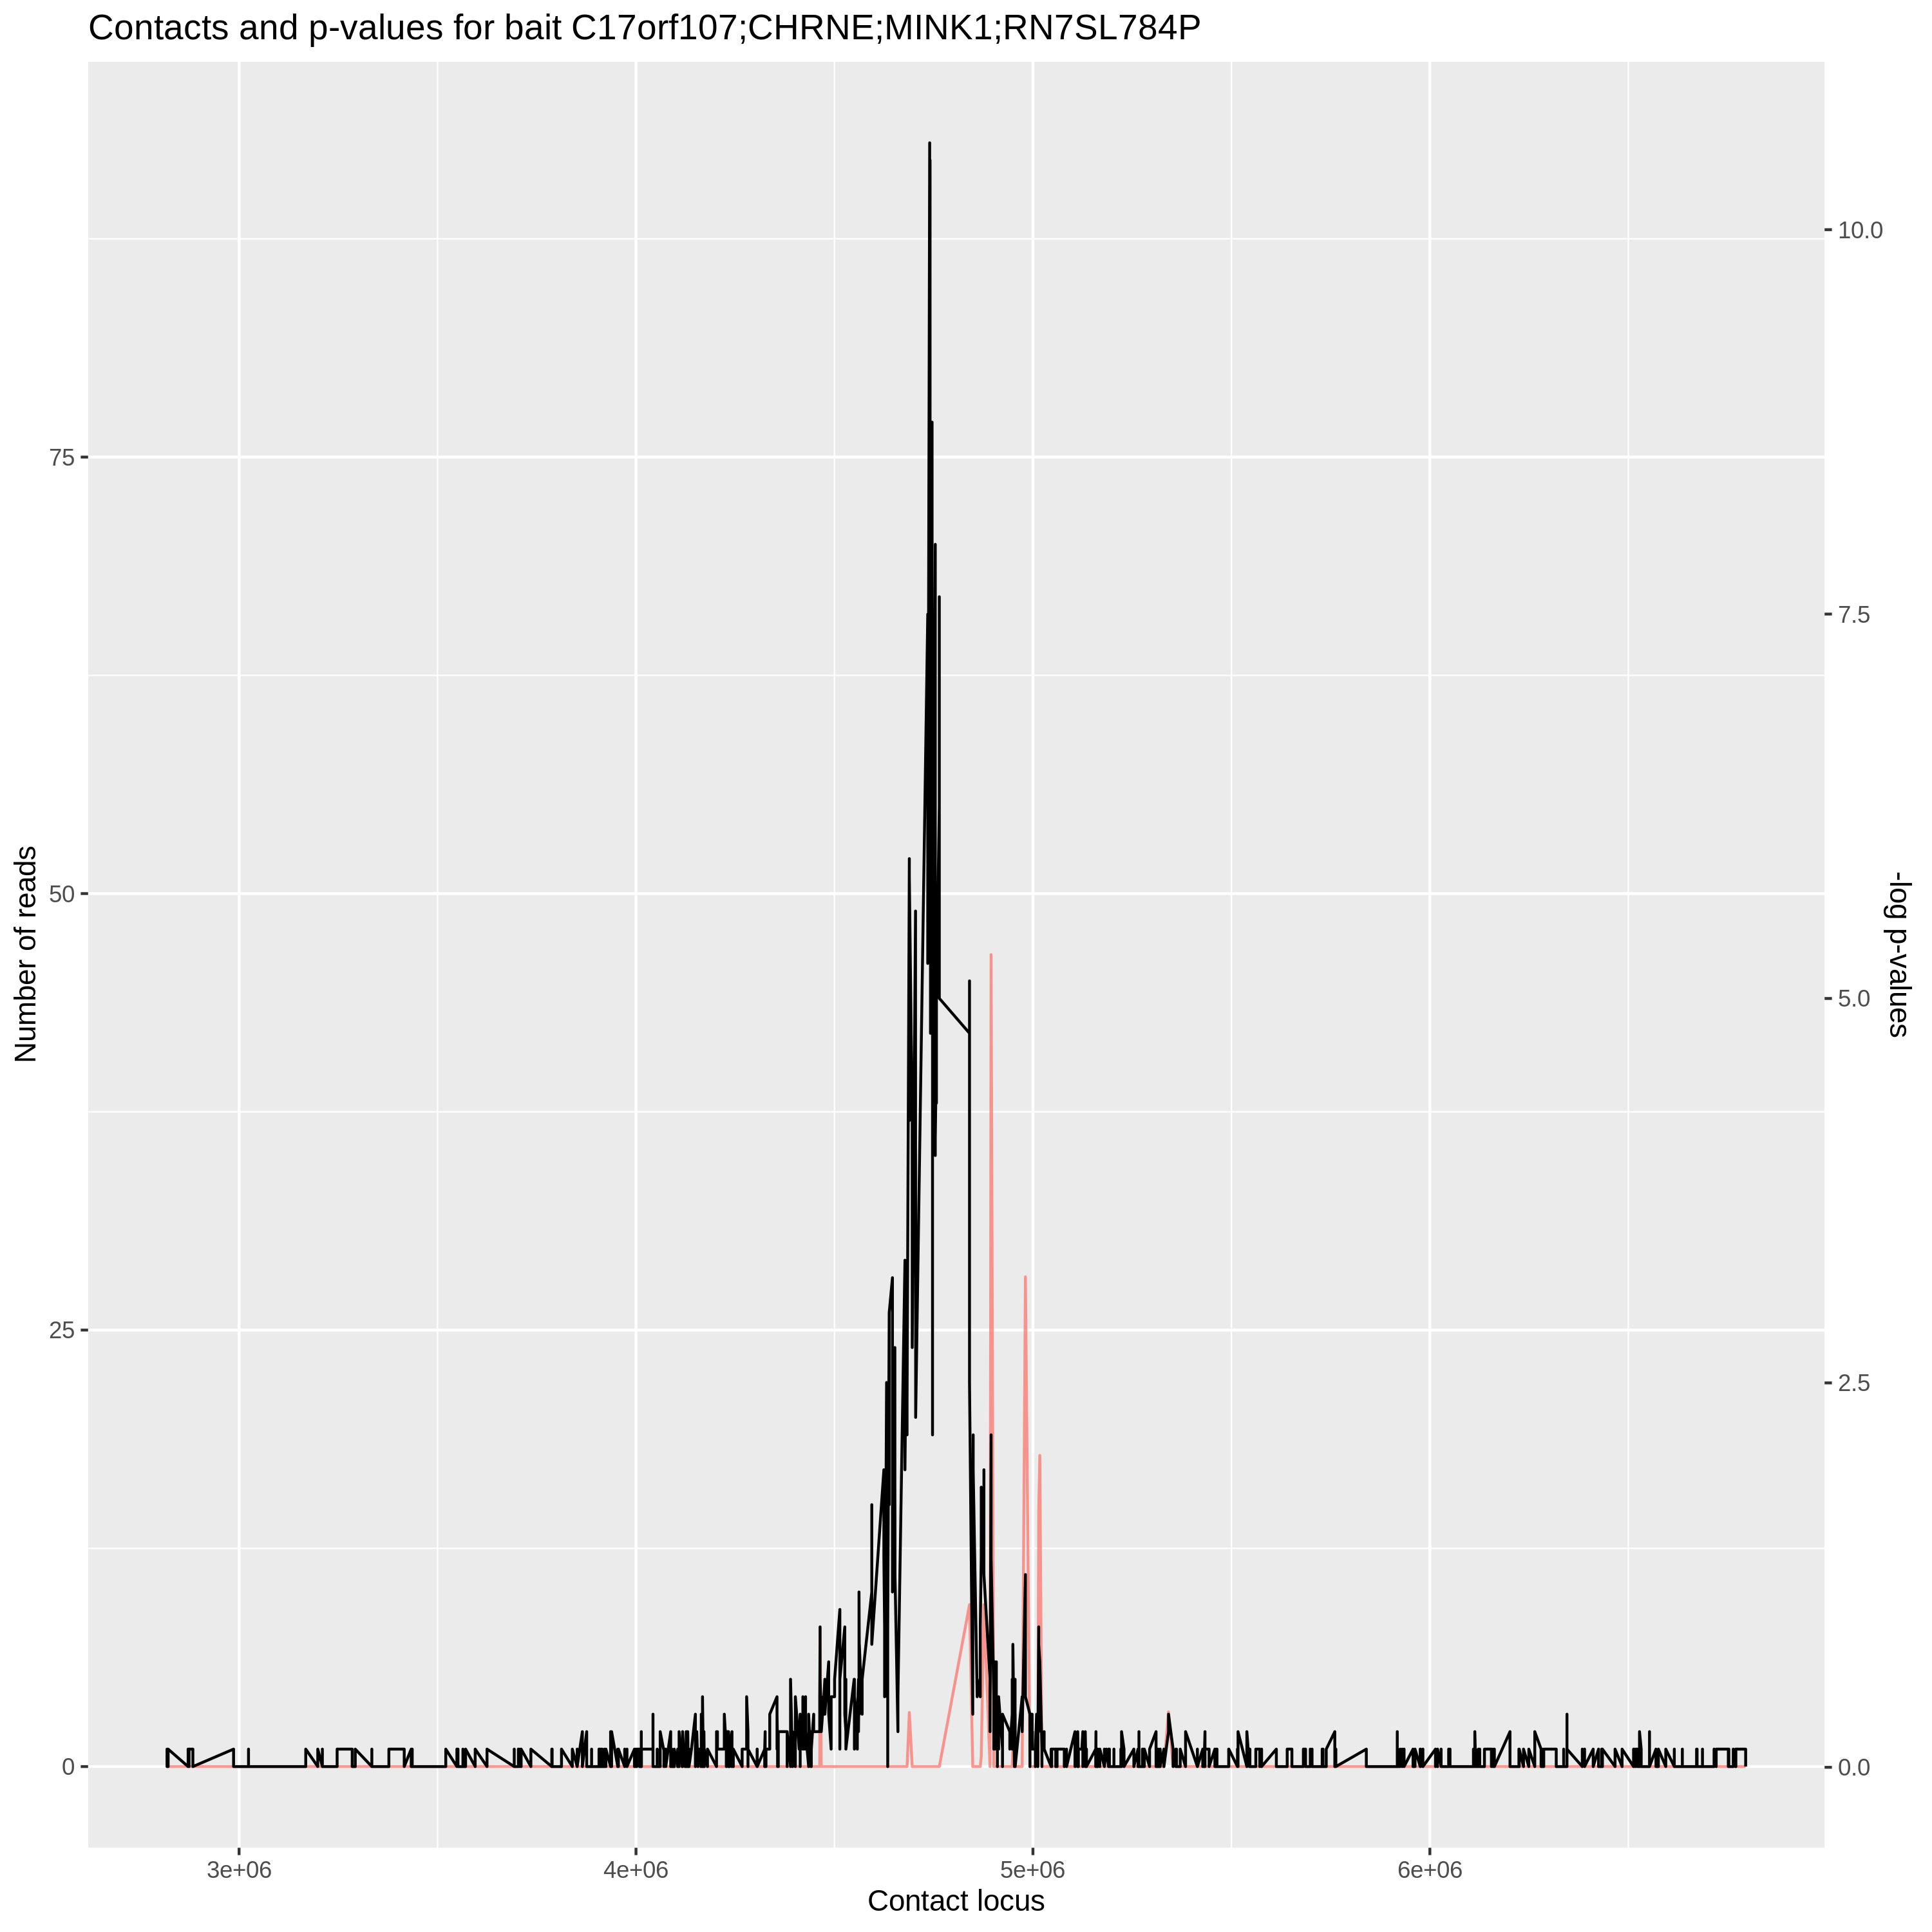 Contacts and p-values for bait C17orf107;CHRNE;MINK1;RN7SL784P
10.0
75
7.5
Number of reads
50
-log p-values
5.0
25
2.5
0
0.0
3e+06 4e+06 5e+06 6e+06
Contact locus